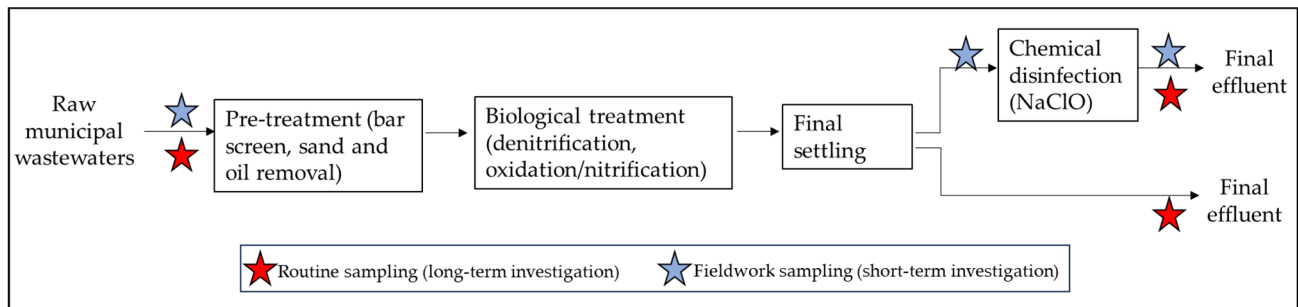 Raw
municipal
wastewaters
Pre-treatment (bar
screen, sand and
oil removal)
Biological treatment
(denitrification,
oxidation/nitrification)
Final
settling
Chemical
disinfection
(NaClO)
Final
effluent
Final
effluent
Routine sampling (long-term investigation)
Fieldwork sampling (short-term investigation)